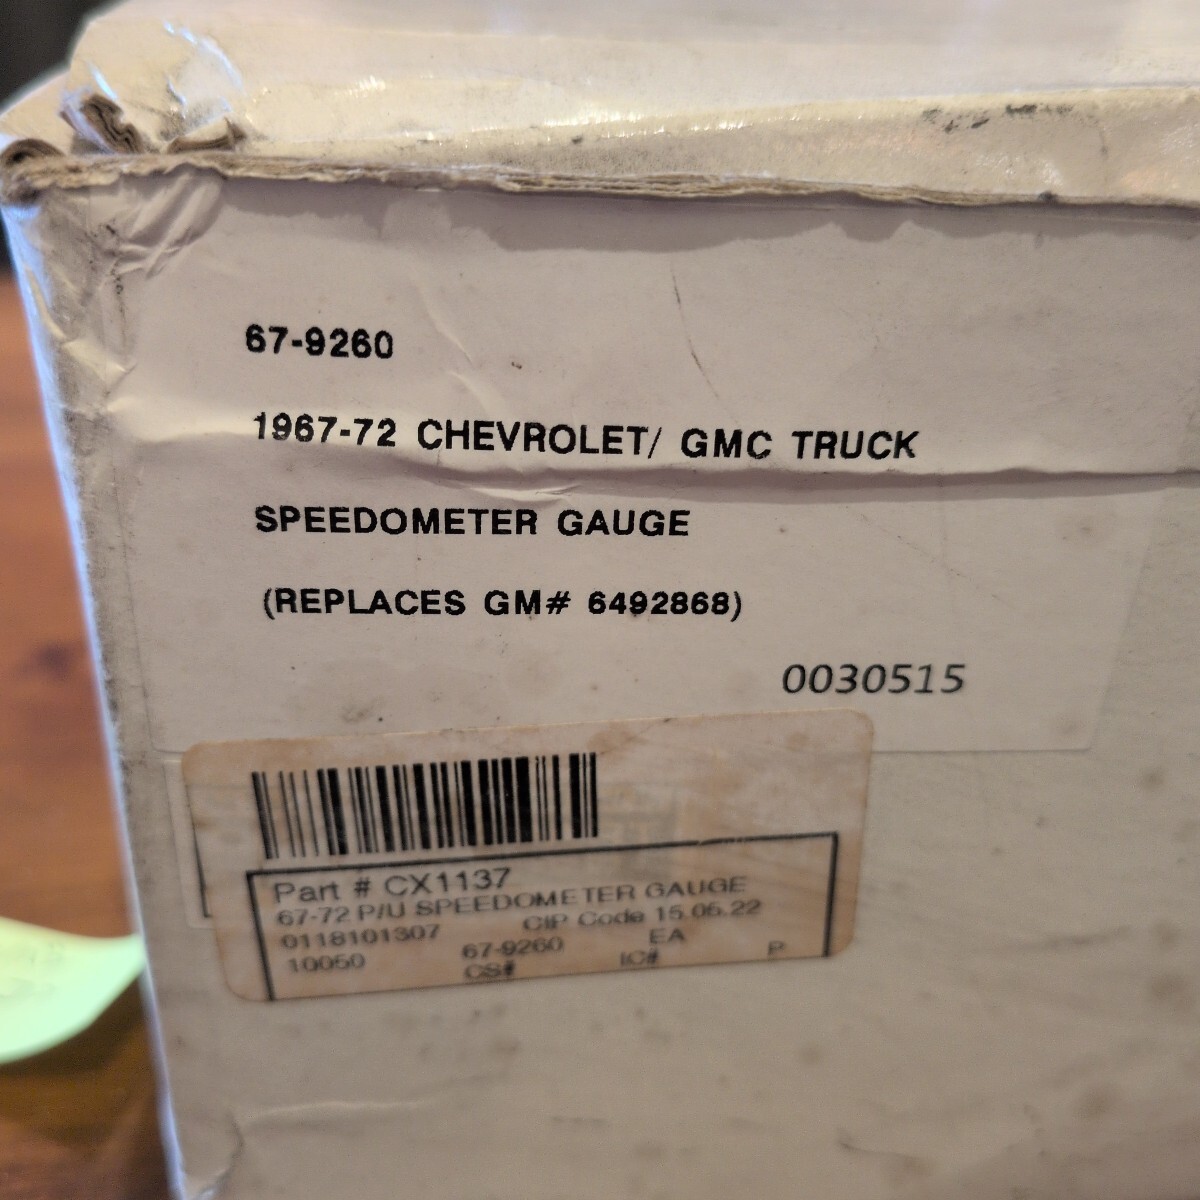 67-9260
1967-72 CHEVROLET/ GMC TRUCK
SPEEDOMETER GAUGE
(REPLACES GM# 6492868)
0030515
Part # CX1137
67-72 P/U SPEEDOMETER GAUGE
0118101307 CIP Code 15.05.22
10050 67-9260 EA
CS# IC# P